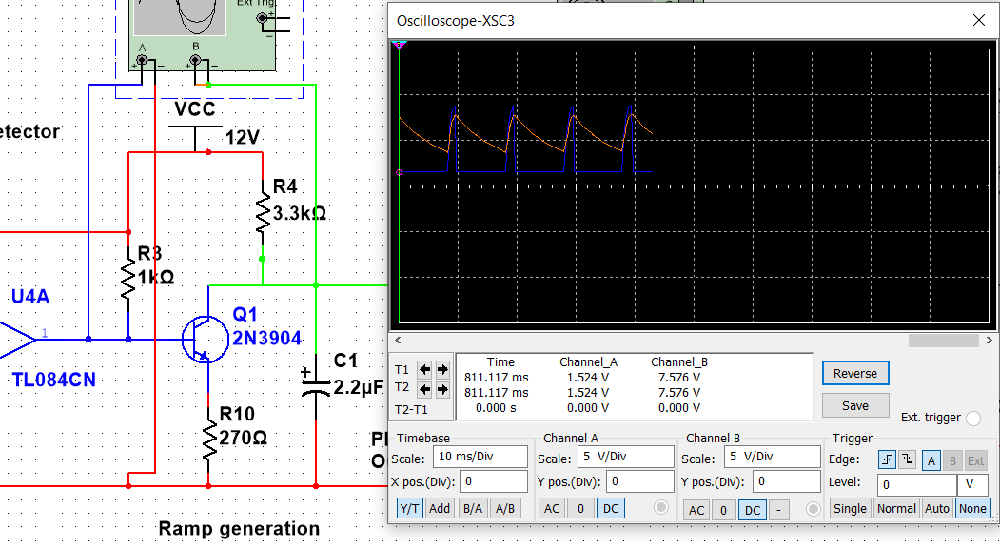 Ext Trig.
+
−
A
B
+ −
+ −
VCC
12V
etector
R4
3.3kΩ
R3
1kΩ
U4A
1
TL084CN
Q1
2N3904
C1
+
2.2µF
R10
270Ω
Ramp generation
Oscilloscope-XSC3
Time Channel_A Channel_B
T1 811.117 ms 1.524 V 7.576 V
T2 811.117 ms 1.524 V 7.576 V
T2-T1 0.000 s 0.000 V 0.000 V
Reverse
Save
Ext. trigger
Timebase
Scale: 10 ms/Div
X pos.(Div): 0
Y/T Add B/A A/B
Channel A
Scale: 5 V/Div
Y pos.(Div): 0
AC 0 DC
Channel B
Scale: 5 V/Div
Y pos.(Div): 0
AC 0 DC -
Trigger
Edge: A B Ext
Level: 0 V
Single Normal Auto None